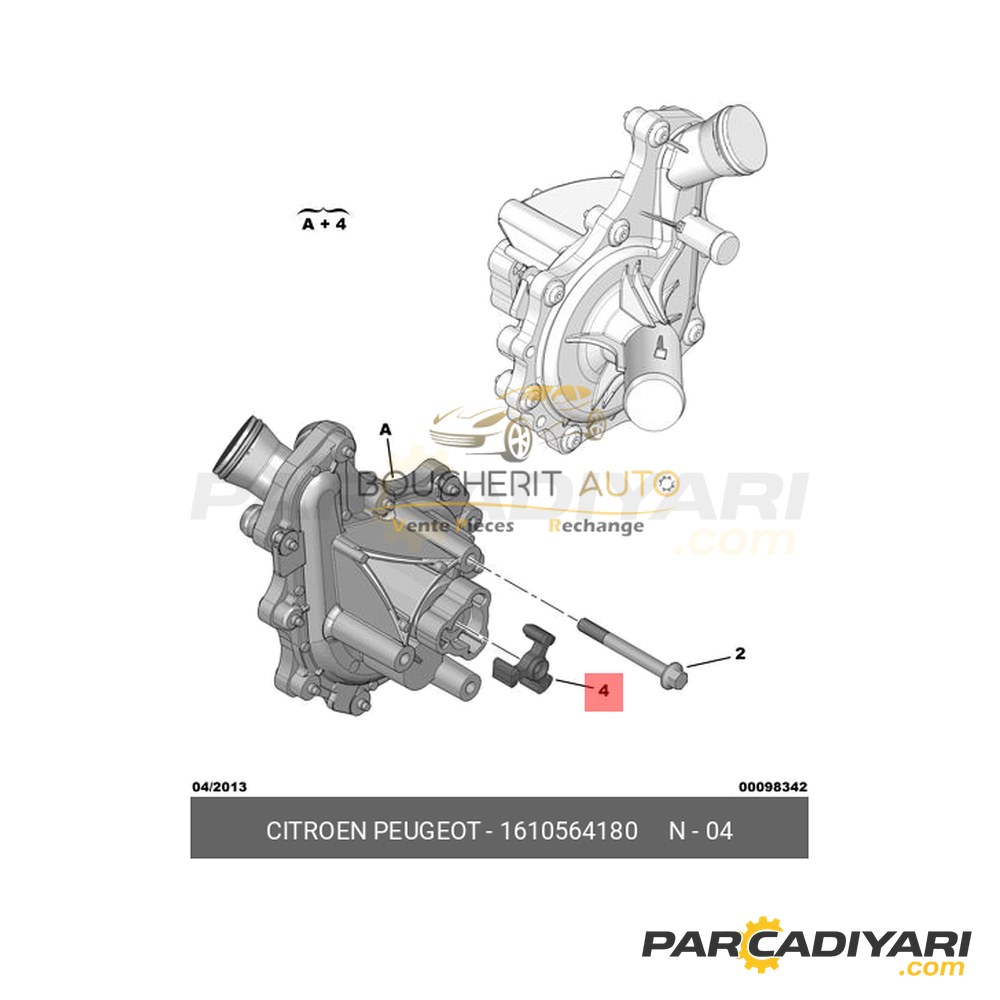 A + 4
A
BOUCHERIT AUTO
Vente Pièces Rechange
PARCADIYARI
.com
2
4
04/2013
00098342
CITROEN PEUGEOT - 1610564180 N - 04
PARCADIYARI
.com